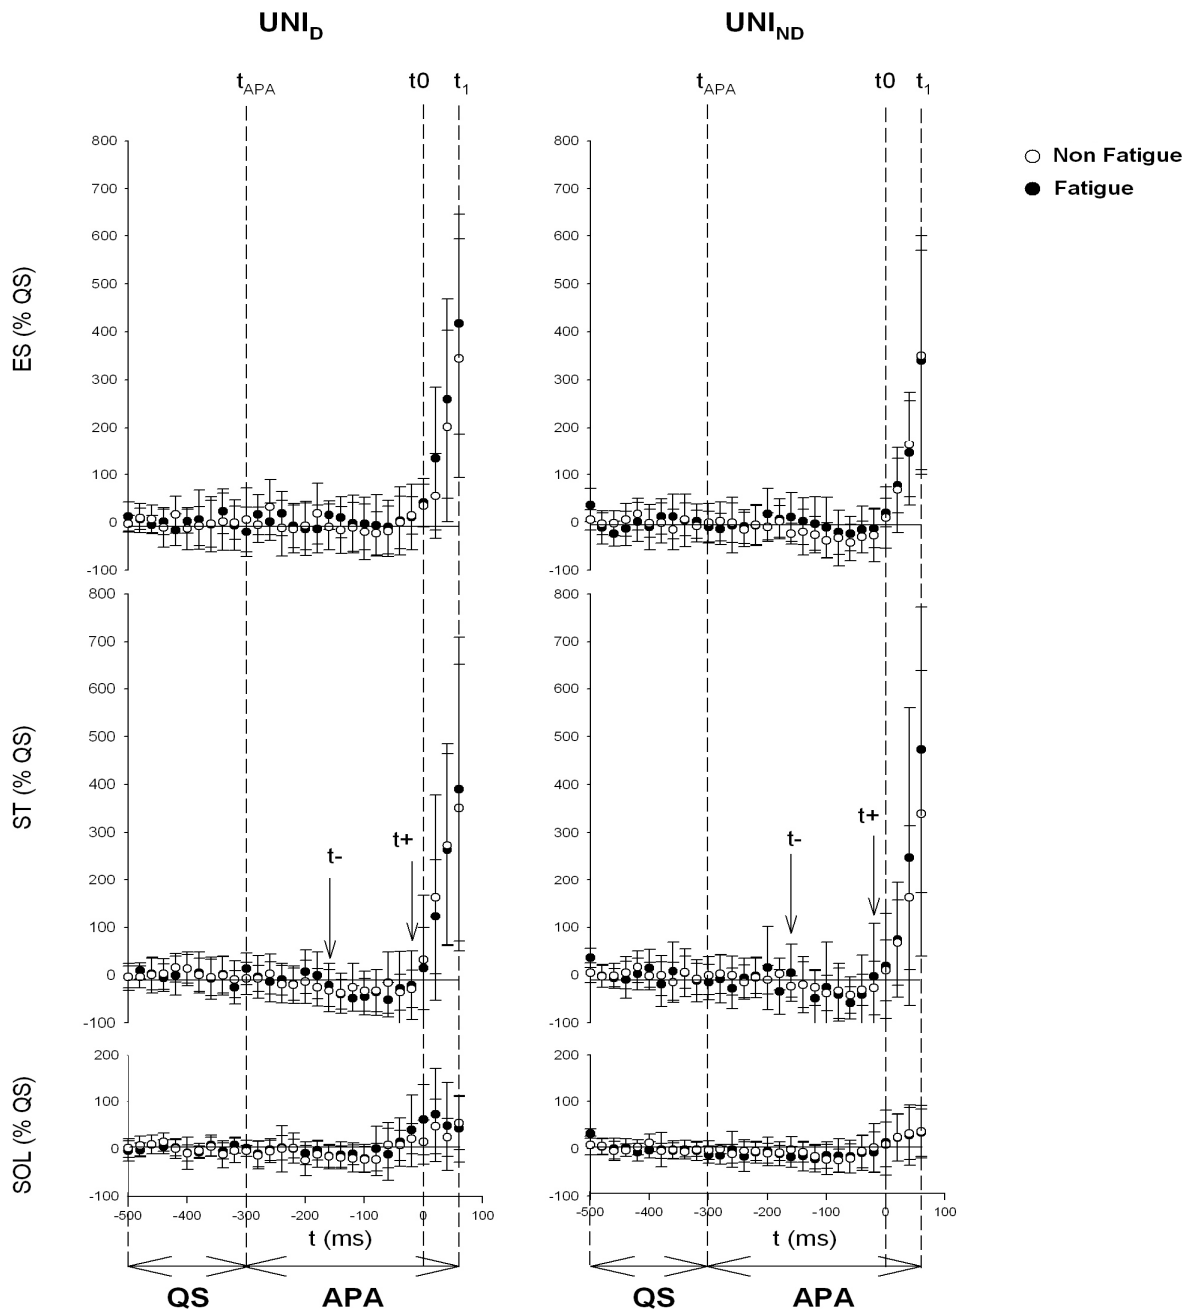 UNI_D UNI_ND
t_APA t0 t_1 t_APA t0 t_1
Non Fatigue
Fatigue
ES (% QS)
800 800
700 700
600 600
500 500
400 400
300 300
200 200
100 100
0 0
-100 -100
ST (% QS)
800 800
700 700
600 600
500 500
400 400
300 300
200 200
100 100
0 0
-100 -100
t- t+ t- t+
SOL (% QS)
200 200
100 100
0 0
-100 -100
-500 -400 -300 -200 -100 0 100 -500 -400 -300 -200 -100 0 100
t (ms) t (ms)
QS APA QS APA